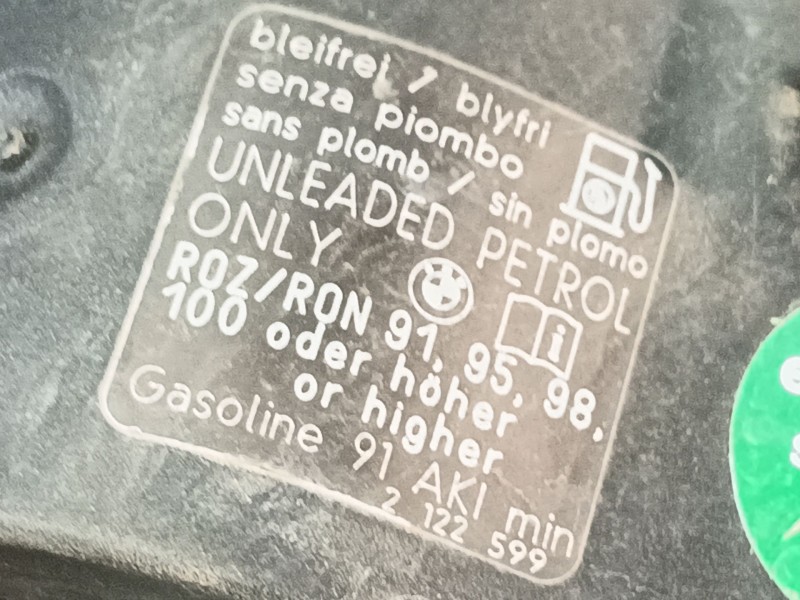 bleifrei / blyfri
senza piombo
sans plomb / sin plomo
UNLEADED PETROL
ONLY
ROZ/RON 91, 95, 98,
100 oder höher
or higher
Gasoline 91 AKI min
2 122 599